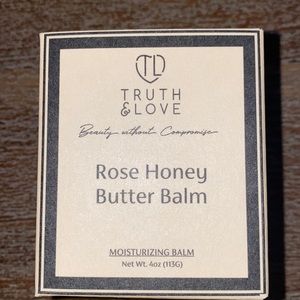 TL
TRUTH
& LOVE
Beauty without Compromise
Rose Honey
Butter Balm
MOISTURIZING BALM
Net Wt. 4oz (113G)